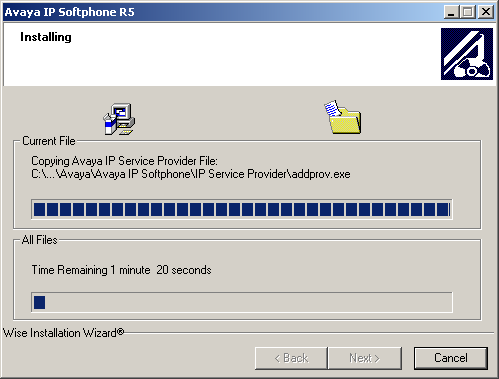 Avaya IP Softphone R5
Installing
Current File
Copying Avaya IP Service Provider File:
C:\...\Avaya\Avaya IP Softphone\IP Service Provider\addprov.exe
All Files
Time Remaining 1 minute  20 seconds
Wise Installation Wizard®
< Back
Next >
Cancel